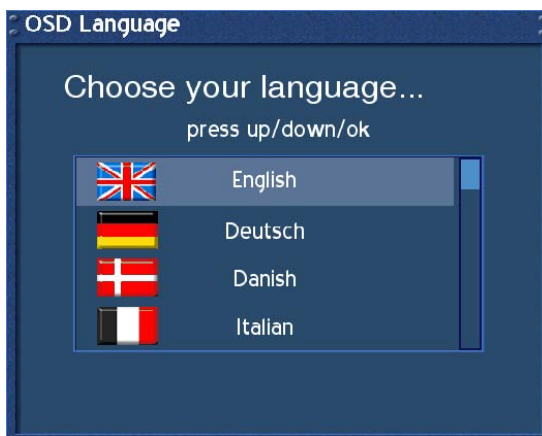 OSD Language
Choose your language...
press up/down/ok
English
Deutsch
Danish
Italian